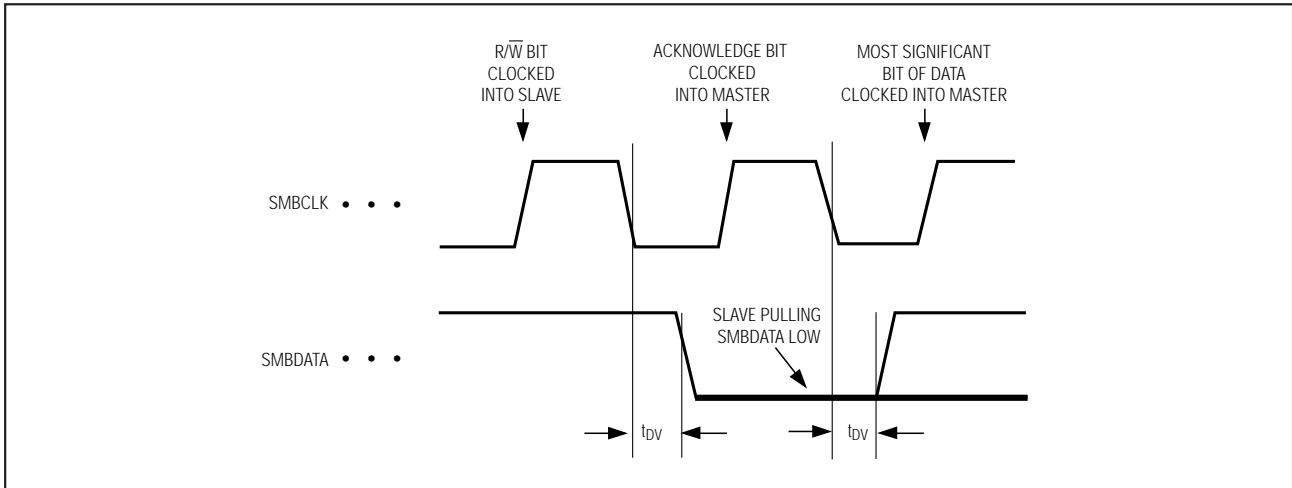 R/W̅ BIT
CLOCKED
INTO SLAVE
ACKNOWLEDGE BIT
CLOCKED
INTO MASTER
MOST SIGNIFICANT
BIT OF DATA
CLOCKED INTO MASTER
SMBCLK • • •
SLAVE PULLING
SMBDATA LOW
SMBDATA • • •
tDV
tDV